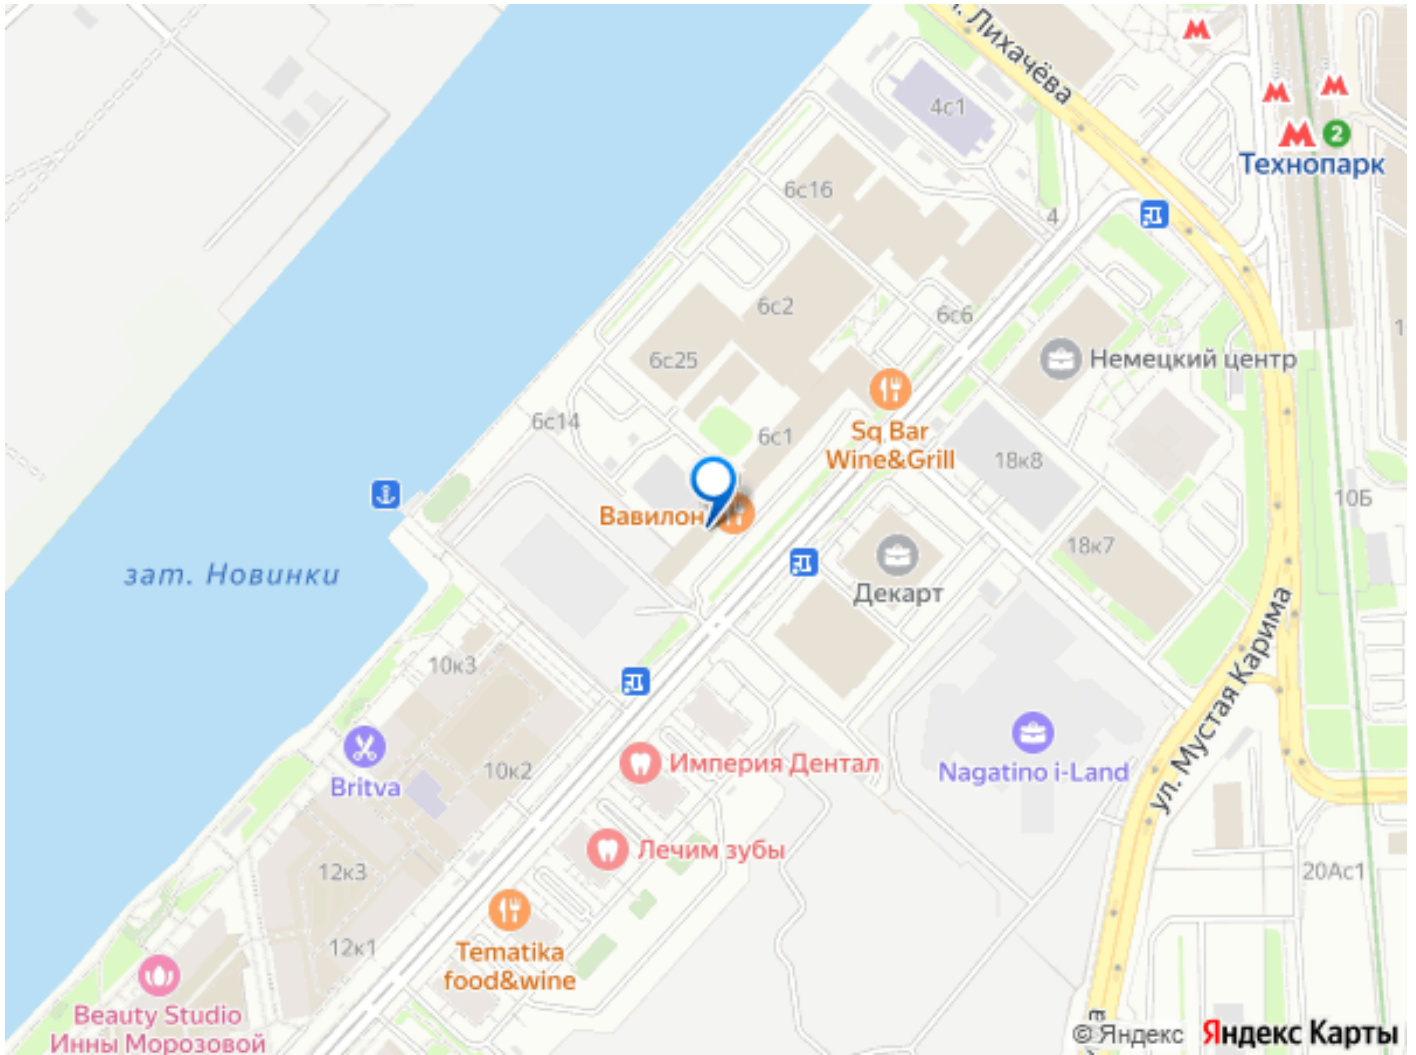 Лихачёва
4с1
2
Технопарк
6с16
4
6с2
6с6
6с25
Немецкий центр
6с14
6с1
Sq Bar
Wine&Grill
18к8
10Б
Вавилон
18к7
зат. Новинки
Декарт
ул. Мустая Карима
10к3
Империя Дентал
10к2
Nagatino i-Land
Britva
Лечим зубы
12к3
20Ас1
Tematika
food&wine
12к1
Beauty Studio
Инны Морозовой
© Яндекс Яндекс Карты